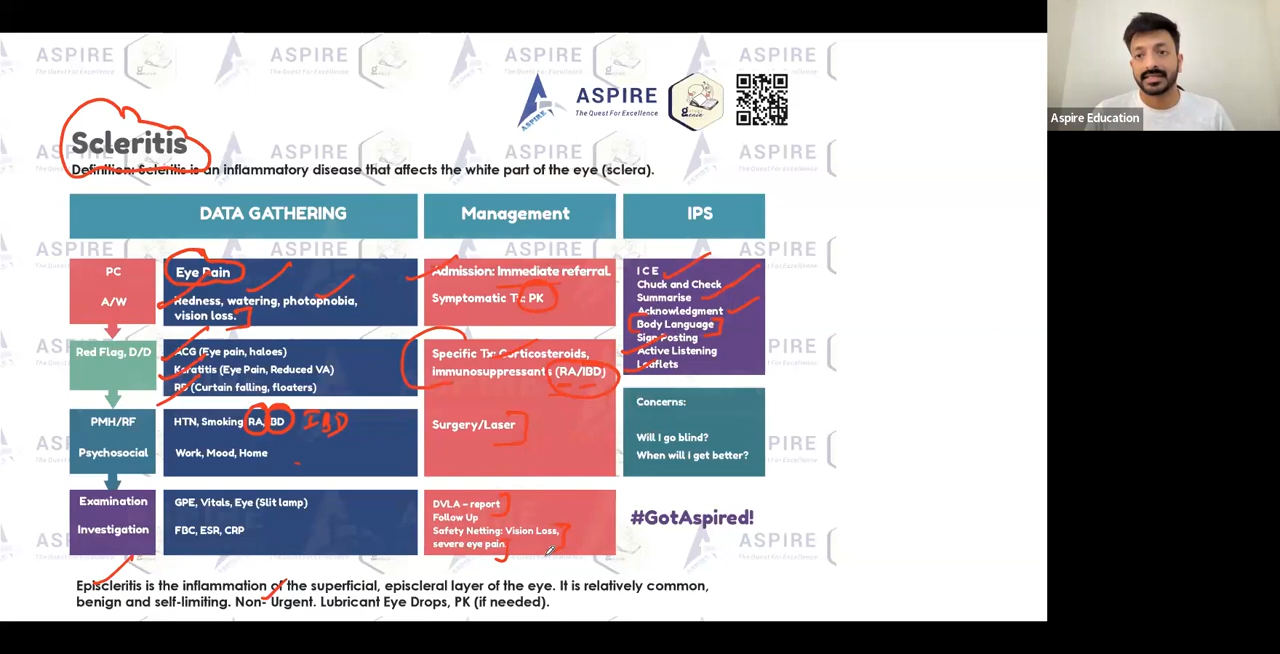 ASPIRE
The Quest For Excellence
ASPIRE
genie
Aspire Education
Scleritis
Definition: Scleritis is an inflammatory disease that affects the white part of the eye (sclera).
DATA GATHERING
Management
IPS
PC
Eye Pain
A/W
Redness, watering, photophobia,
vision loss.
Admission: Immediate referral.
Symptomatic Tx: PK
I C E
Chuck and Check
Summarise
Acknowledgment
Body Language
Sign Posting
Active Listening
Leaflets
Red Flag, D/D
ACG (Eye pain, haloes)
Keratitis (Eye Pain, Reduced VA)
RD (Curtain falling, floaters)
Specific Tx: Corticosteroids,
immunosuppressants (RA/IBD)
Surgery/Laser
PMH/RF
HTN, Smoking RA, IBD
IBD
Psychosocial
Work, Mood, Home
Concerns:
Will I go blind?
When will I get better?
Examination
GPE, Vitals, Eye (Slit lamp)
Investigation
FBC, ESR, CRP
DVLA – report
Follow Up
Safety Netting: Vision Loss,
severe eye pain.
#GotAspired!
Episcleritis is the inflammation of the superficial, episcleral layer of the eye. It is relatively common,
benign and self-limiting. Non- Urgent. Lubricant Eye Drops, PK (if needed).